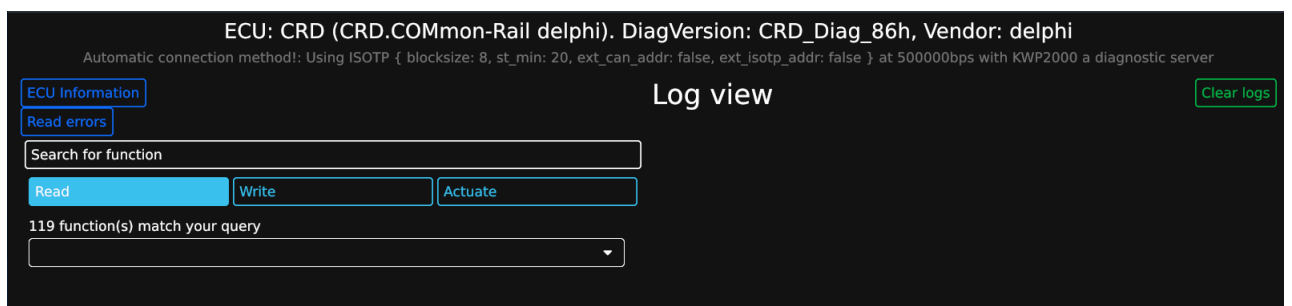 ECU: CRD (CRD.COMmon-Rail delphi). DiagVersion: CRD_Diag_86h, Vendor: delphi
Automatic connection method!: Using ISOTP { blocksize: 8, st_min: 20, ext_can_addr: false, ext_isotp_addr: false } at 500000bps with KWP2000 a diagnostic server
ECU Information
Read errors
Search for function
Read
Write
Actuate
119 function(s) match your query
Log view
Clear logs